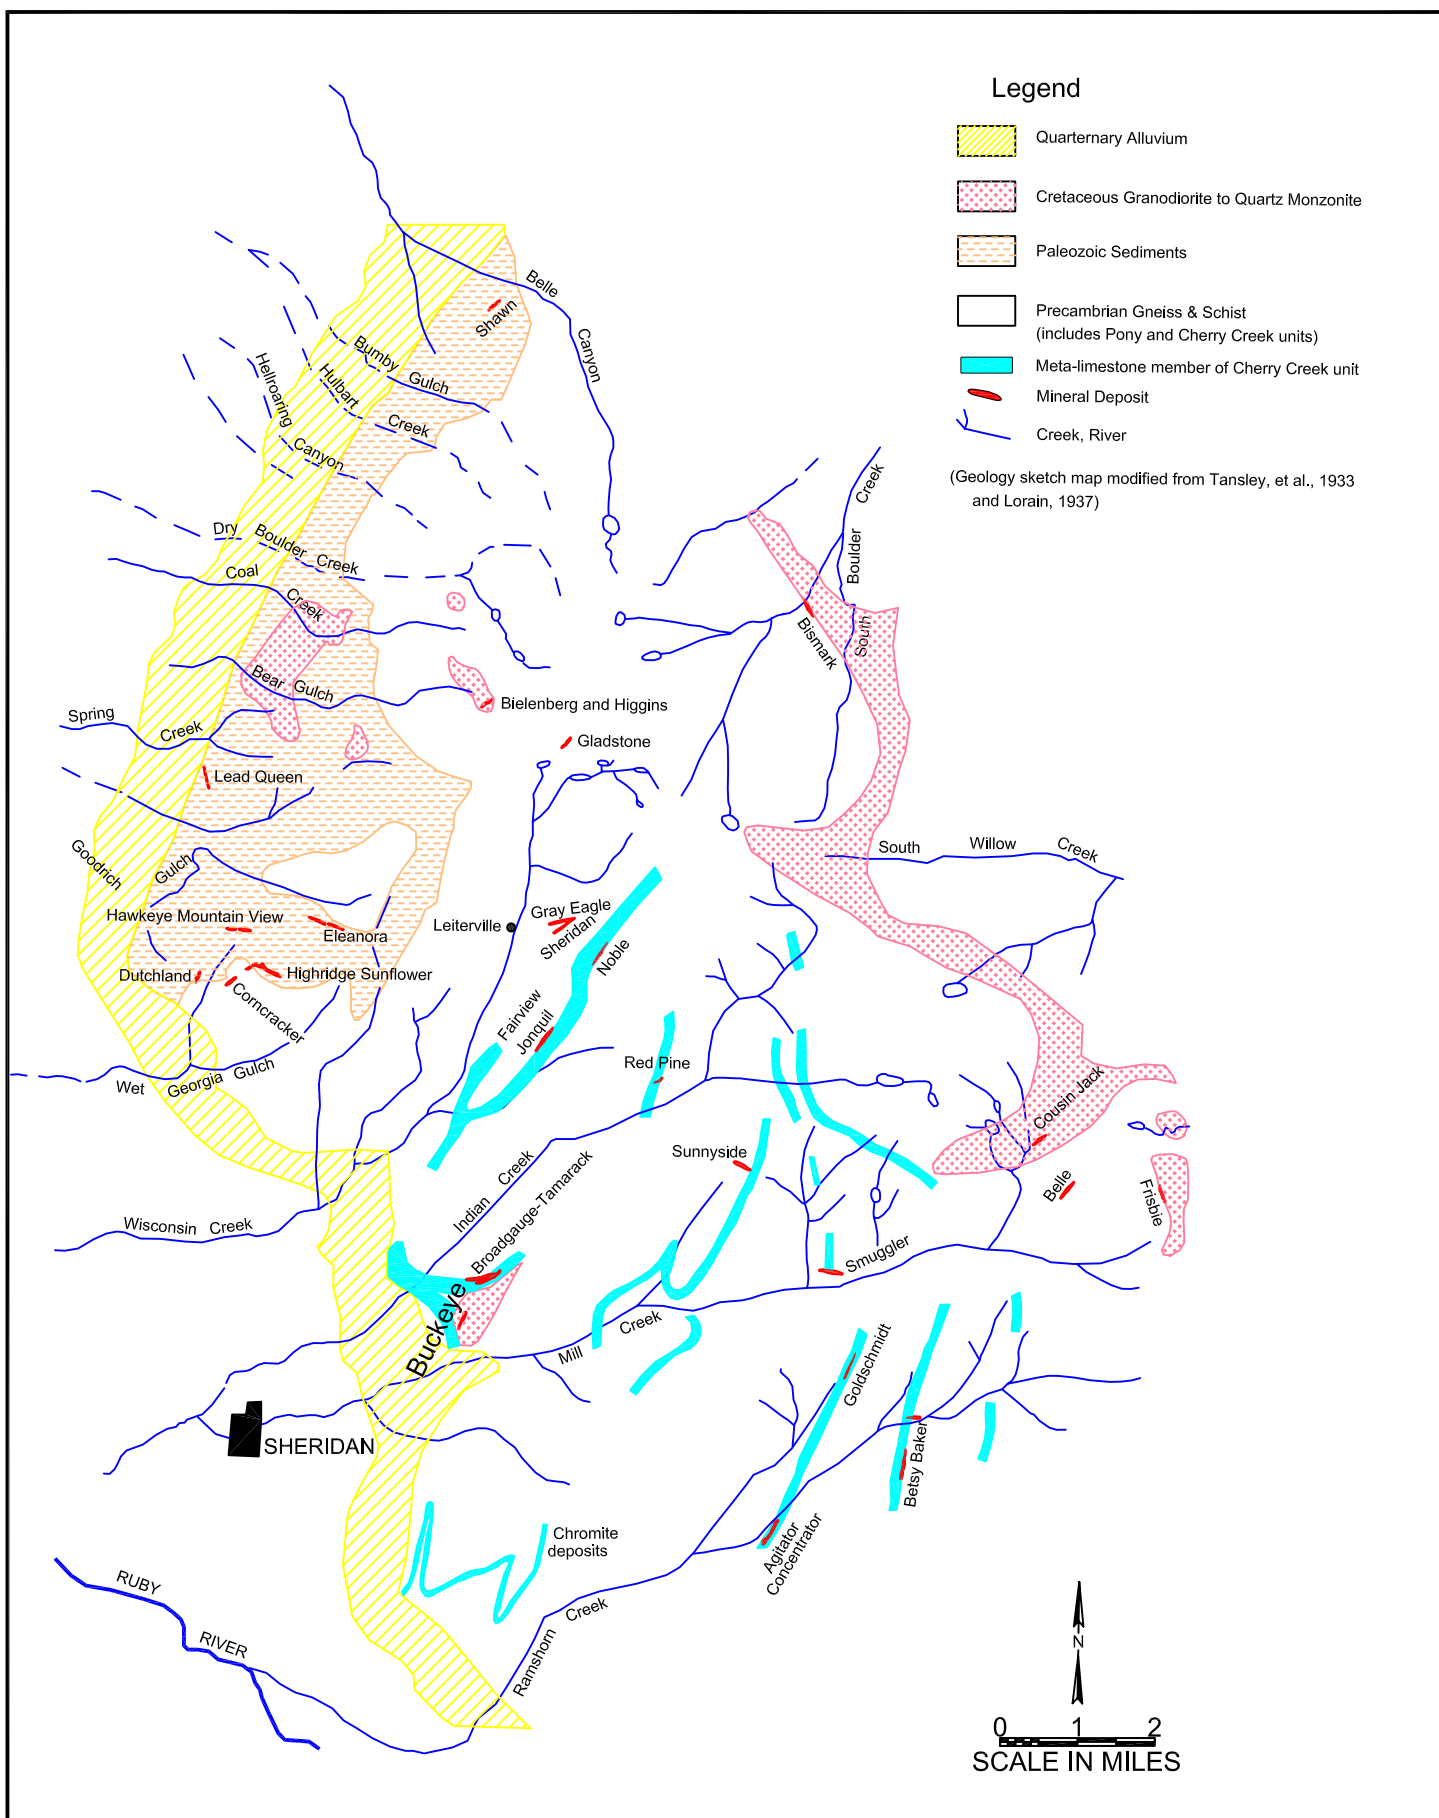 Legend
Quarternary Alluvium
Cretaceous Granodiorite to Quartz Monzonite
Paleozoic Sediments
Precambrian Gneiss & Schist
(includes Pony and Cherry Creek units)
Meta-limestone member of Cherry Creek unit
Mineral Deposit
Creek, River
(Geology sketch map modified from Tansley, et al., 1933
and Lorain, 1937)
Belle
Canyon
Shawn
Bumby
Gulch
Hulbart
Creek
Hellroaring
Canyon
Dry
Boulder
Creek
Coal
Creek
Bear Gulch
Spring
Creek
Lead Queen
Bielenberg and Higgins
Gladstone
Bismark
South
Boulder
Creek
South
Willow
Creek
Goodrich
Gulch
Hawkeye Mountain View
Eleanora
Dutchland
Highridge Sunflower
Corncracker
Leiterville
Gray Eagle
Sheridan
Noble
Fairview
Jonquil
Red Pine
Wet
Georgia
Gulch
Cousin Jack
Sunnyside
Belle
Frisbie
Wisconsin
Creek
Indian
Creek
Broadgauge-Tamarack
Smuggler
Buckeye
Mill
Creek
Goldschmidt
Betsy Baker
SHERIDAN
Agitator
Concentrator
Chromite
deposits
RUBY
RIVER
Ramshorn
Creek
N
0 1 2
SCALE IN MILES